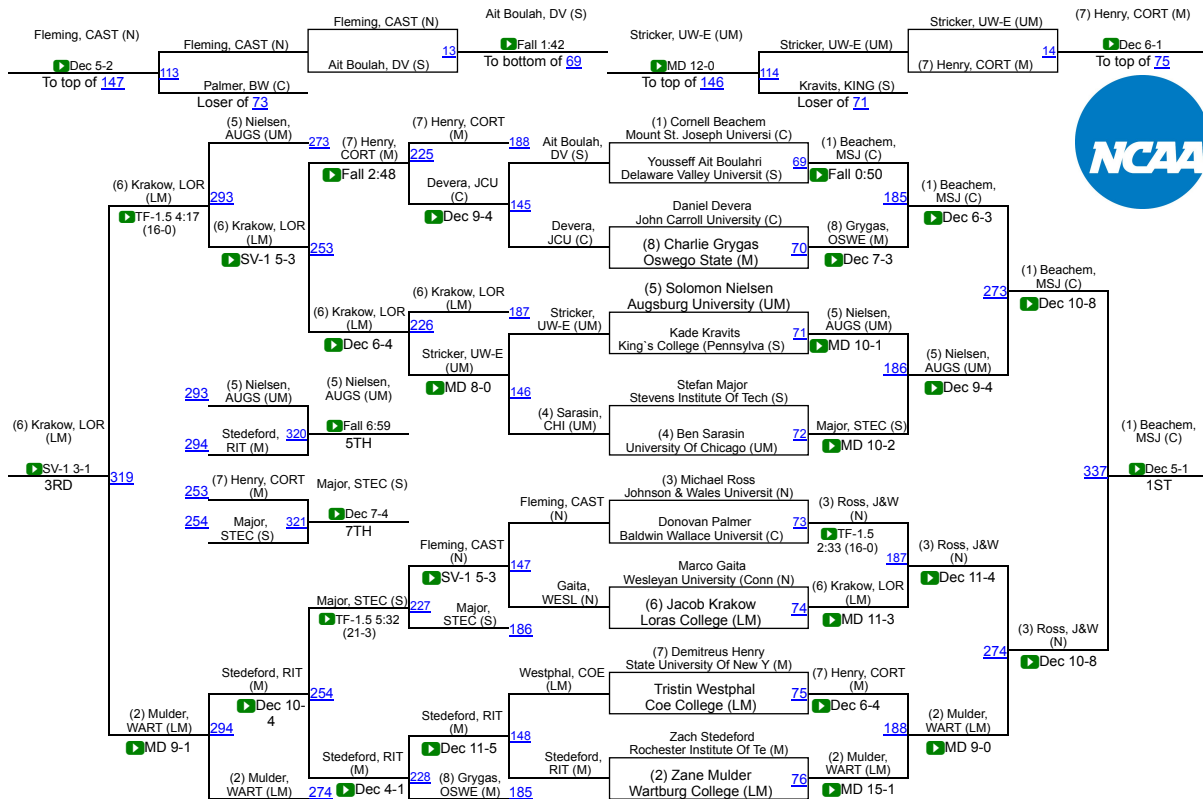 Fleming, CAST (N)
Dec 5-2
To top of 147
Fleming, CAST (N)
113
Palmer, BW (C)
Loser of 73
Fleming, CAST (N)
13
Ait Boulah, DV (S)
Ait Boulah, DV (S)
Fall 1:42
To bottom of 69
Stricker, UW-E (UM)
MD 12-0
To top of 146
Stricker, UW-E (UM)
114
Kravits, KING (S)
Loser of 71
Stricker, UW-E (UM)
14
(7) Henry, CORT (M)
(7) Henry, CORT (M)
Dec 6-1
To top of 75
NCAA
(5) Nielsen,
AUGS (UM)
273
(7) Henry,
CORT (M)
Fall 2:48
(7) Henry, CORT
(M)
188
225
Devera, JCU
(C)
Dec 9-4
Ait Boulah,
DV (S)
145
Devera,
JCU (C)
(1) Cornell Beachem
Mount St. Joseph Universi (C)
Yousseff Ait Boulahri
Delaware Valley Universit (S)
69
(1) Beachem,
MSJ (C)
Fall 0:50
185
(1) Beachem,
MSJ (C)
Dec 6-3
Daniel Devera
John Carroll University (C)
(8) Charlie Grygas
Oswego State (M)
70
(8) Grygas,
OSWE (M)
Dec 7-3
(6) Krakow, LOR
(LM)
TF-1.5 4:17
(16-0)
293
(6) Krakow, LOR
(LM)
SV-1 5-3
253
(6) Krakow, LOR
(LM)
Dec 6-4
(6) Krakow, LOR
(LM)
187
226
Stricker, UW-E
(UM)
MD 8-0
Stricker,
UW-E (UM)
146
(4) Sarasin,
CHI (UM)
(5) Solomon Nielsen
Augsburg University (UM)
Kade Kravits
King`s College (Pennsylva (S)
71
(5) Nielsen,
AUGS (UM)
MD 10-1
186
(5) Nielsen,
AUGS (UM)
Dec 9-4
Stefan Major
Stevens Institute Of Tech (S)
(4) Ben Sarasin
University Of Chicago (UM)
72
Major, STEC (S)
MD 10-2
273
(1) Beachem,
MSJ (C)
Dec 10-8
293
(5) Nielsen,
AUGS (UM)
294
Stedeford,
RIT (M)
320
(5) Nielsen,
AUGS (UM)
Fall 6:59
5TH
(6) Krakow, LOR
(LM)
SV-1 3-1
3RD
319
253
(7) Henry, CORT
(M)
254
Major,
STEC (S)
321
Major, STEC (S)
Dec 7-4
7TH
337
(1) Beachem,
MSJ (C)
Dec 5-1
1ST
Fleming, CAST
(N)
147
Gaita,
WESL (N)
(3) Michael Ross
Johnson & Wales Universit (N)
Donovan Palmer
Baldwin Wallace Universit (C)
73
(3) Ross, J&W
(N)
TF-1.5
2:33 (16-0)
187
(3) Ross, J&W
(N)
Dec 11-4
Marco Gaita
Wesleyan University (Conn (N)
(6) Jacob Krakow
Loras College (LM)
74
(6) Krakow, LOR
(LM)
MD 11-3
Fleming, CAST
(N)
SV-1 5-3
227
Major,
STEC (S)
186
Major, STEC (S)
TF-1.5 5:32
(21-3)
254
Stedeford, RIT
(M)
Dec 10-
4
294
(2) Mulder,
WART (LM)
MD 9-1
(2) Mulder,
WART (LM)
274
Stedeford, RIT
(M)
Dec 4-1
Stedeford, RIT
(M)
Dec 11-5
228
(8) Grygas,
OSWE (M)
185
Westphal, COE
(LM)
148
Stedeford,
RIT (M)
(7) Demitreus Henry
State University Of New Y (M)
Tristin Westphal
Coe College (LM)
75
(7) Henry, CORT
(M)
Dec 6-4
188
(2) Mulder,
WART (LM)
MD 9-0
Zach Stedeford
Rochester Institute Of Te (M)
(2) Zane Mulder
Wartburg College (LM)
76
(2) Mulder,
WART (LM)
MD 15-1
274
(3) Ross, J&W
(N)
Dec 10-8